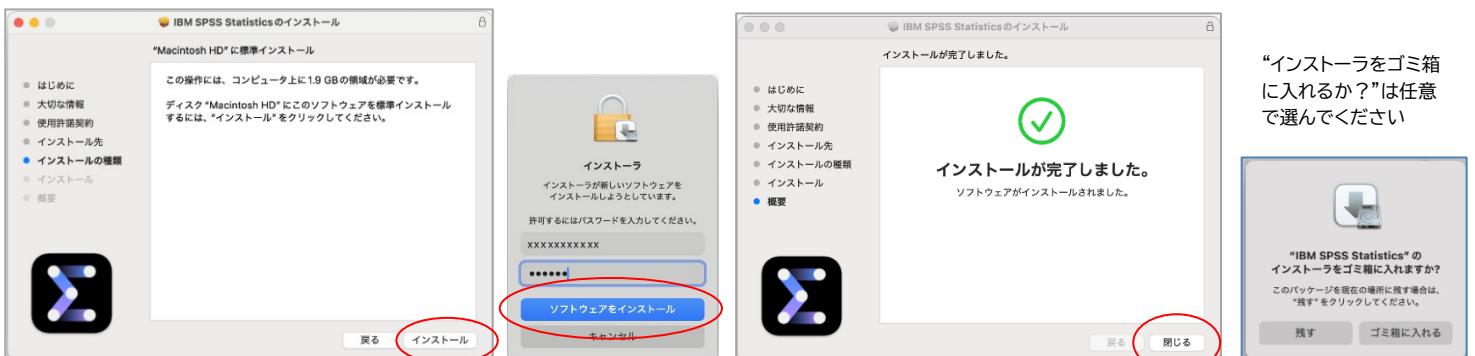 IBM SPSS Statisticsのインストール
"Macintosh HD" に標準インストール
はじめに
大切な情報
使用許諾契約
インストール先
インストールの種類
インストール
概要
この操作には、コンピュータ上に1.9 GBの領域が必要です。
ディスク "Macintosh HD" にこのソフトウェアを標準インストール
するには、"インストール" をクリックしてください。
戻る
インストール
インストーラ
インストーラが新しいソフトウェアを
インストールしようとしています。
許可するにはパスワードを入力してください。
xxxxxxxxxxx
••••••
ソフトウェアをインストール
キャンセル
IBM SPSS Statisticsのインストール
インストールが完了しました。
はじめに
大切な情報
使用許諾契約
インストール先
インストールの種類
インストール
概要
インストールが完了しました。
ソフトウェアがインストールされました。
戻る
閉じる
“インストーラをゴミ箱
に入れるか？”は任意
で選んでください
"IBM SPSS Statistics" の
インストーラをゴミ箱に入れますか?
このパッケージを現在の場所に残す場合は、
"残す" をクリックしてください。
残す
ゴミ箱に入れる